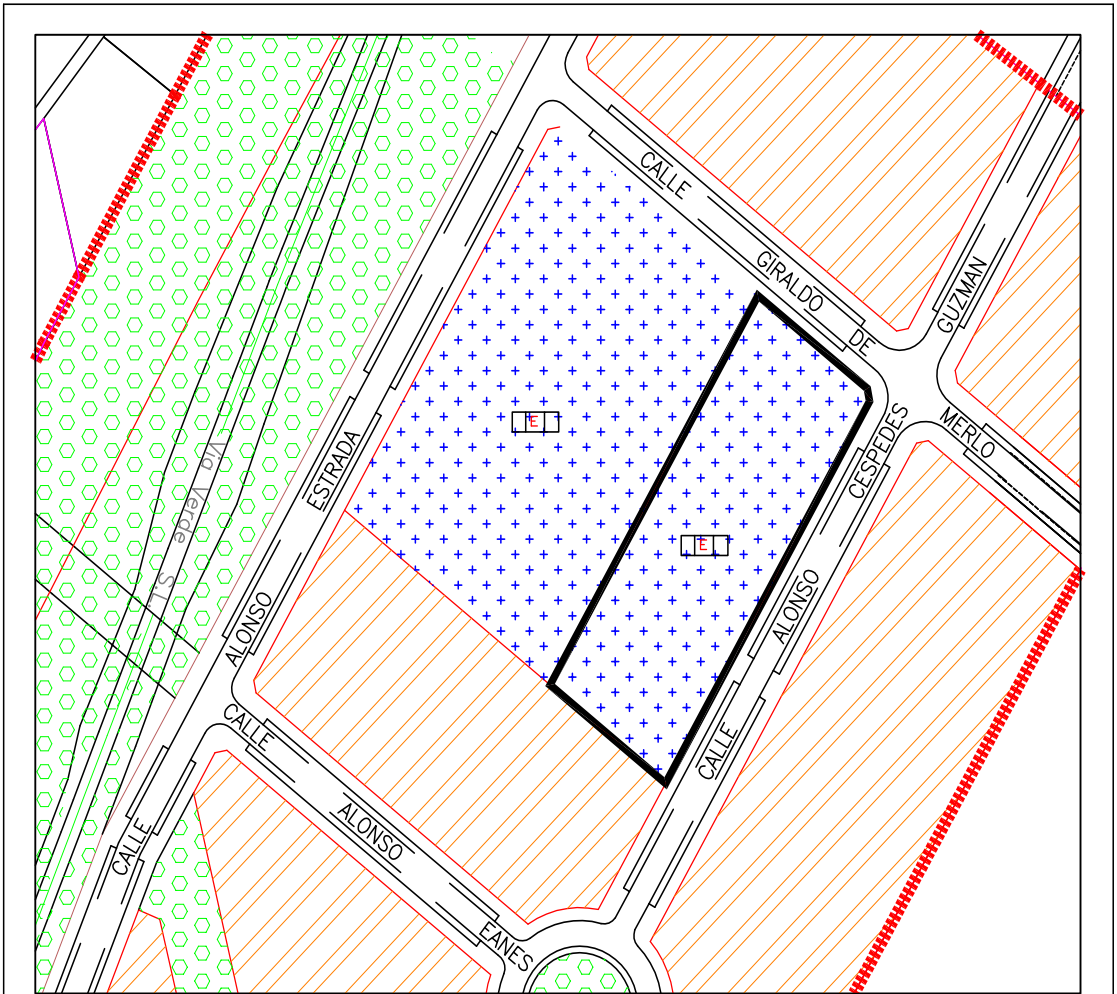 CALLE
GIRALDO
DE
GUZMAN
MERLO
CESPEDES
ALONSO
CALLE
E
E
ESTRADA
ALONSO
CALLE
Via Verde
S.L.
CALLE
ALONSO
EANES